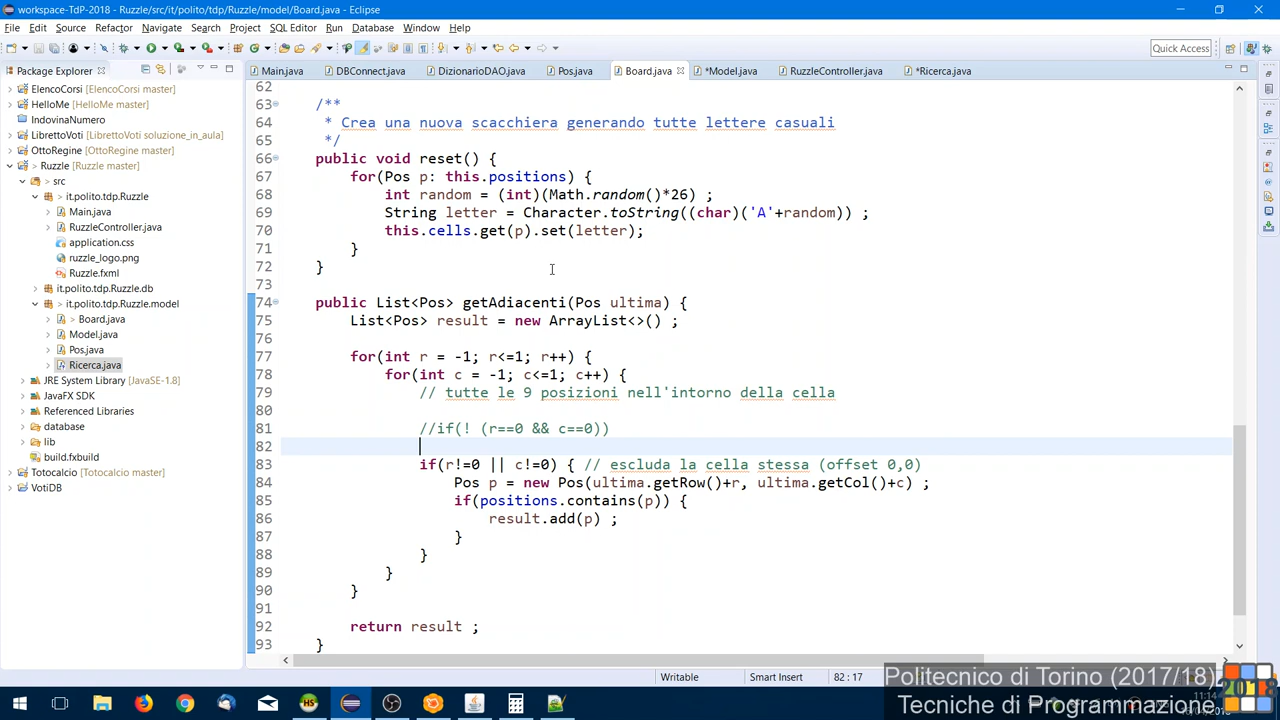 workspace-TdP-2018 - Ruzzle/src/it/polito/tdp/Ruzzle/model/Board.java - Eclipse
File Edit Source Refactor Navigate Search Project SQL Editor Run Database Window Help
Quick Access
Package Explorer
Main.java DBConnect.java DizionarioDAO.java Pos.java Board.java *Model.java RuzzleController.java *Ricerca.java
ElencoCorsi [ElencoCorsi master]
HelloMe [HelloMe master]
IndovinaNumero
LibrettoVoti [LibrettoVoti soluzione_in_aula]
OttoRegine [OttoRegine master]
> Ruzzle [Ruzzle master]
src
it.polito.tdp.Ruzzle
Main.java
RuzzleController.java
application.css
ruzzle_logo.png
Ruzzle.fxml
it.polito.tdp.Ruzzle.db
it.polito.tdp.Ruzzle.model
> Board.java
Model.java
Pos.java
Ricerca.java
JRE System Library [JavaSE-1.8]
JavaFX SDK
Referenced Libraries
database
lib
build.fxbuild
Totocalcio [Totocalcio master]
VotiDB
62
63 /**
64 * Crea una nuova scacchiera generando tutte lettere casuali
65 */
66 public void reset() {
67 for(Pos p: this.positions) {
68 int random = (int)(Math.random()*26) ;
69 String letter = Character.toString((char)('A'+random)) ;
70 this.cells.get(p).set(letter);
71 }
72 }
73
74 public List<Pos> getAdiacenti(Pos ultima) {
75 List<Pos> result = new ArrayList<>() ;
76
77 for(int r = -1; r<=1; r++) {
78 for(int c = -1; c<=1; c++) {
79 // tutte le 9 posizioni nell'intorno della cella
80
81 //if(! (r==0 && c==0))
82
83 if(r!=0 || c!=0) { // escluda la cella stessa (offset 0,0)
84 Pos p = new Pos(ultima.getRow()+r, ultima.getCol()+c) ;
85 if(positions.contains(p)) {
86 result.add(p) ;
87 }
88 }
89 }
90 }
91
92 return result ;
93 }
Writable Smart Insert 82 : 17
Politecnico di Torino (2017/18)
Tecniche di Programmazione
2018
11:14